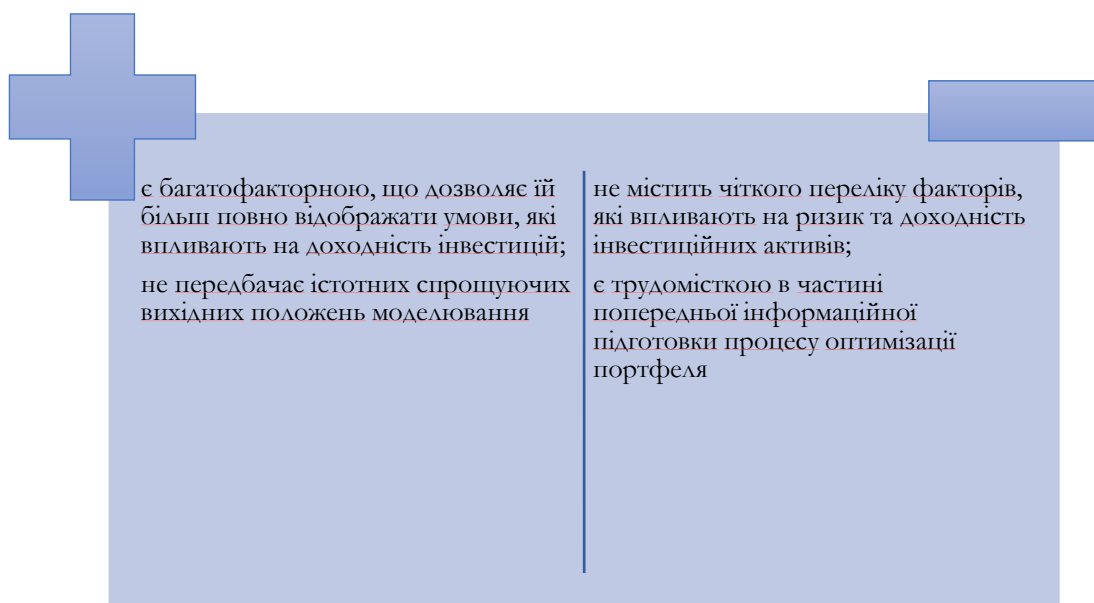 є багатофакторною, що дозволяє їй
більш повно відображати умови, які
впливають на доходність інвестицій;
не передбачає істотних спрощуючих
вихідних положень моделювання
не містить чіткого переліку факторів,
які впливають на ризик та доходність
інвестиційних активів;
є трудомісткою в частині
попередньої інформаційної
підготовки процесу оптимізації
портфеля